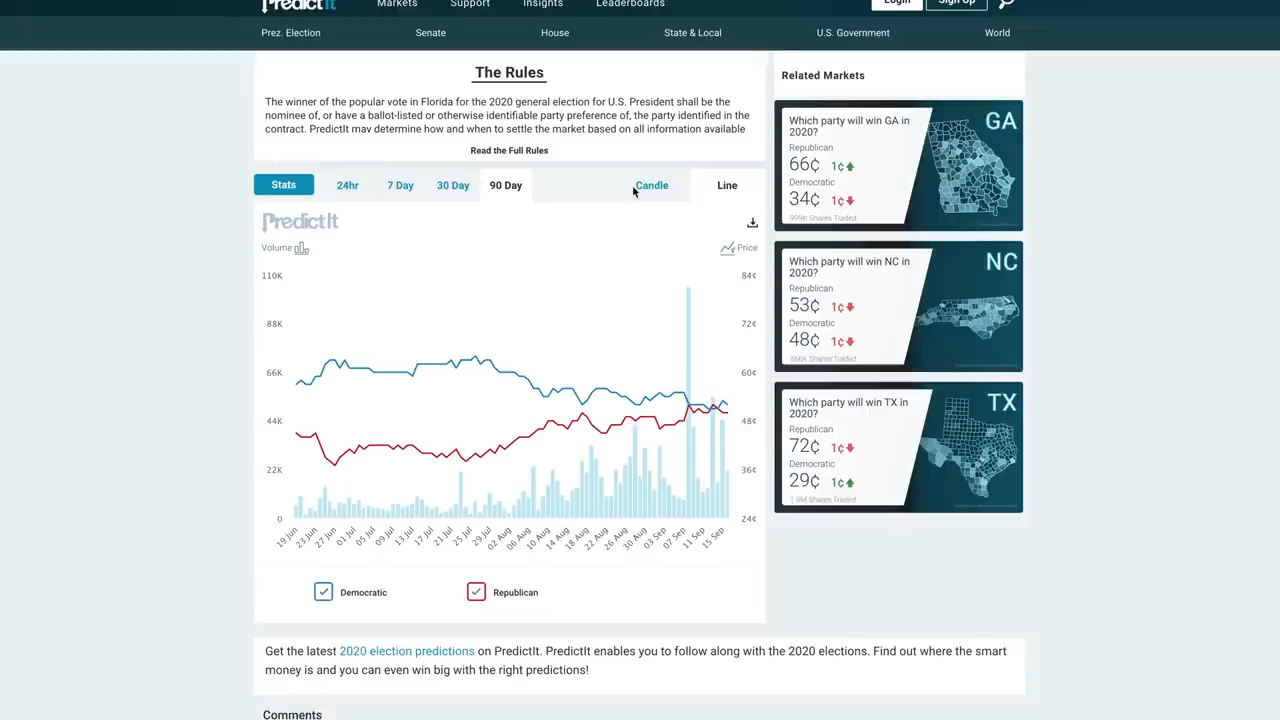 PredictIt
Markets
Support
Insights
Leaderboards
Login
Sign Up
Prez. Election
Senate
House
State & Local
U.S. Government
World
The Rules
The winner of the popular vote in Florida for the 2020 general election for U.S. President shall be the
nominee of, or have a ballot-listed or otherwise identifiable party preference of, the party identified in the
contract. PredictIt may determine how and when to settle the market based on all information available
Read the Full Rules
Stats
24hr
7 Day
30 Day
90 Day
Candle
Line
PredictIt
Volume
Price
110K
84¢
88K
72¢
66K
60¢
44K
48¢
22K
36¢
0
24¢
19 Jun
23 Jun
27 Jun
01 Jul
05 Jul
09 Jul
13 Jul
17 Jul
21 Jul
25 Jul
29 Jul
02 Aug
06 Aug
10 Aug
14 Aug
18 Aug
22 Aug
26 Aug
30 Aug
03 Sep
07 Sep
11 Sep
15 Sep
Democratic
Republican
Related Markets
Which party will win GA in
2020?
GA
Republican
66¢ 1¢
Democratic
34¢ 1¢
999K Shares Traded
Which party will win NC in
2020?
NC
Republican
53¢ 1¢
Democratic
48¢ 1¢
866K Shares Traded
Which party will win TX in
2020?
TX
Republican
72¢ 1¢
Democratic
29¢ 1¢
Shares Traded
Get the latest 2020 election predictions on PredictIt. PredictIt enables you to follow along with the 2020 elections. Find out where the smart
money is and you can even win big with the right predictions!
Comments